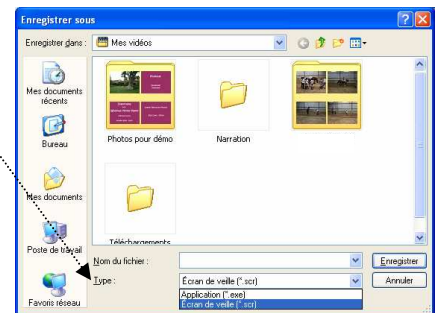 Enregistrer sous
Enregistrer dans :
Mes vidéos
Mes documents
récents
Bureau
Mes documents
Poste de travail
Favoris réseau
Photos pour démo
Narration
Téléchargements
Nom du fichier :
Enregistrer
Type :
Écran de veille (*.scr)
Annuler
Application (*.exe)
Écran de veille (*.scr)